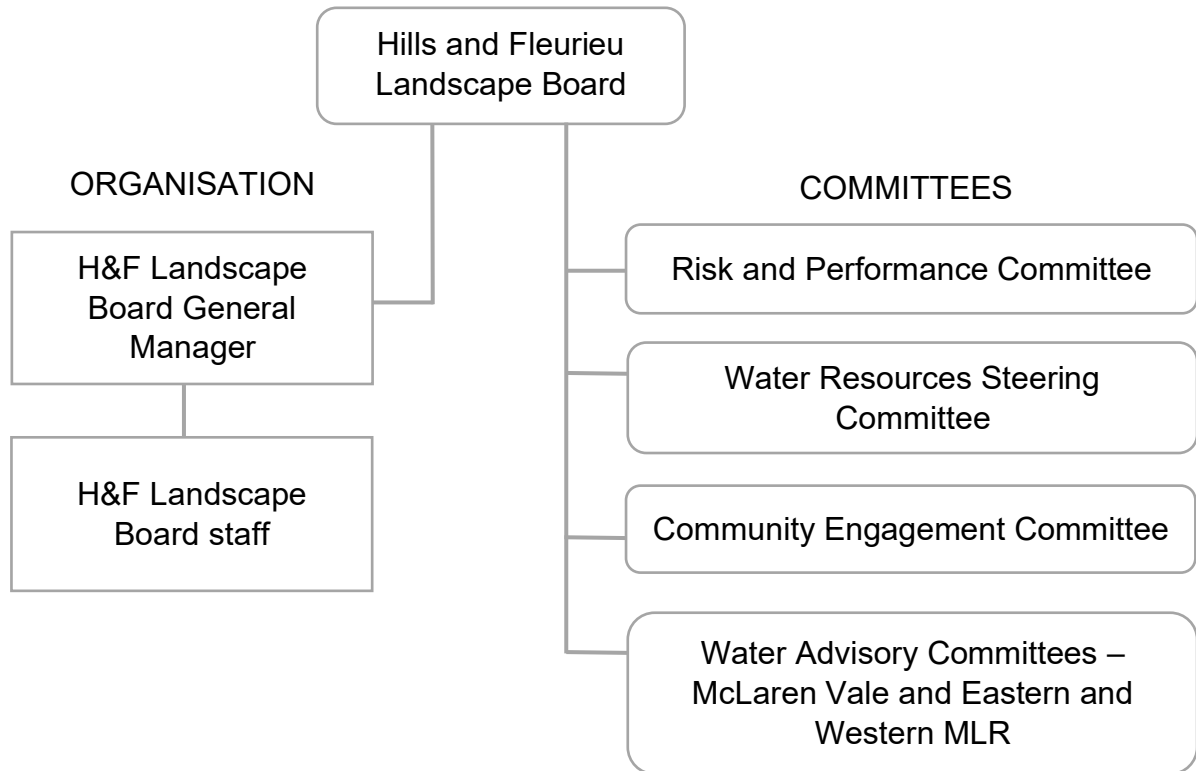 Hills and Fleurieu
Landscape Board
ORGANISATION
H&F Landscape
Board General
Manager
H&F Landscape
Board staff
COMMITTEES
Risk and Performance Committee
Water Resources Steering
Committee
Community Engagement Committee
Water Advisory Committees –
McLaren Vale and Eastern and
Western MLR